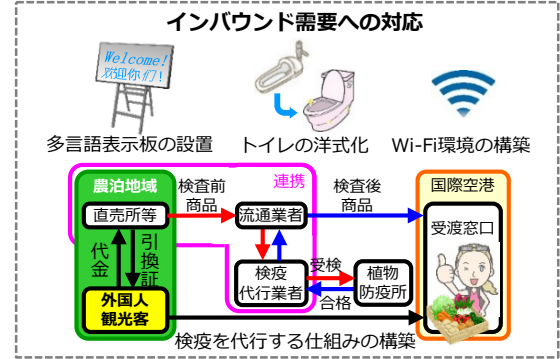 インバウンド需要への対応
Welcome!
欢迎你们!
多言語表示板の設置
トイレの洋式化
Wi-Fi環境の構築
農泊地域
検査前
商品
連携
検査後
商品
国際空港
直売所等
流通業者
受渡窓口
代金
引換証
検疫
代行業者
受検
合格
植物
防疫所
外国人
観光客
検疫を代行する仕組みの構築